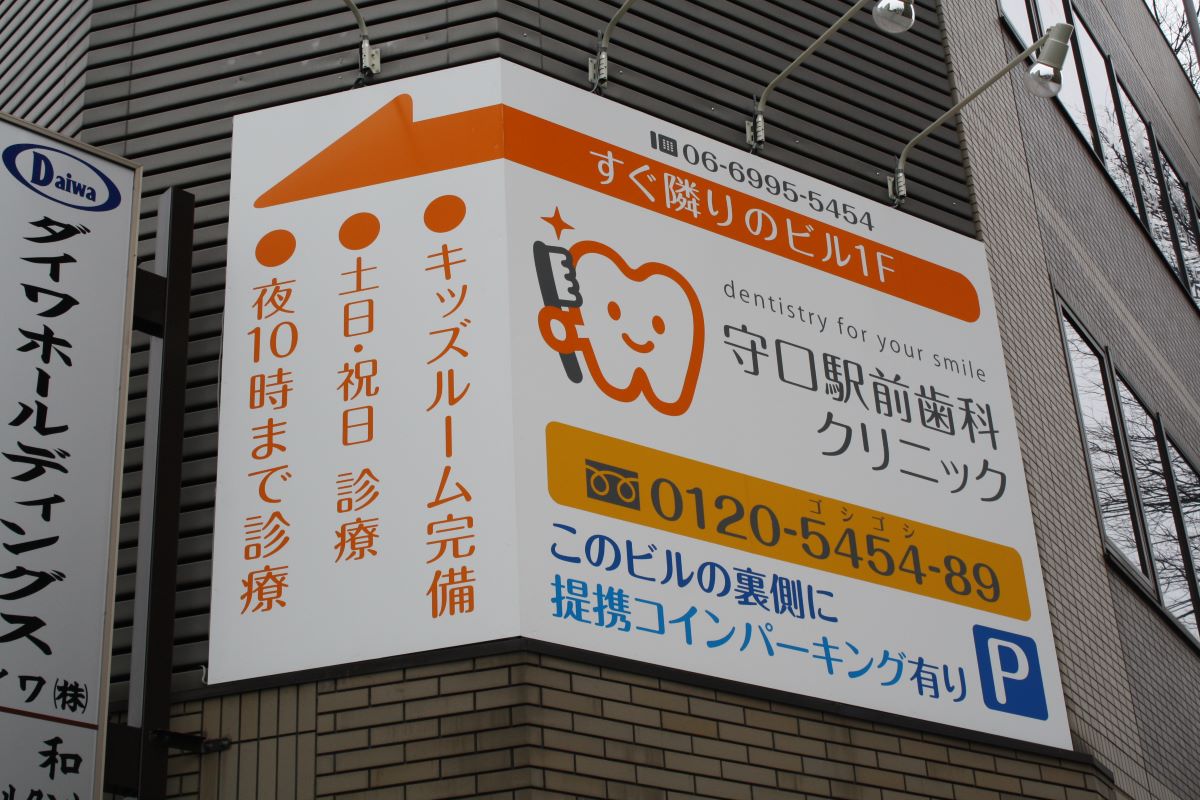 Daiwa
ダイワホールディングス
イワ㈱
和
06-6995-5454
すぐ隣りのビル1F
dentistry for your smile
守口駅前歯科
クリニック
ゴシゴシ
0120-5454-89
このビルの裏側に
提携コインパーキング有り
P
●キッズルーム完備
●土日・祝日 診療
●夜10時まで診療